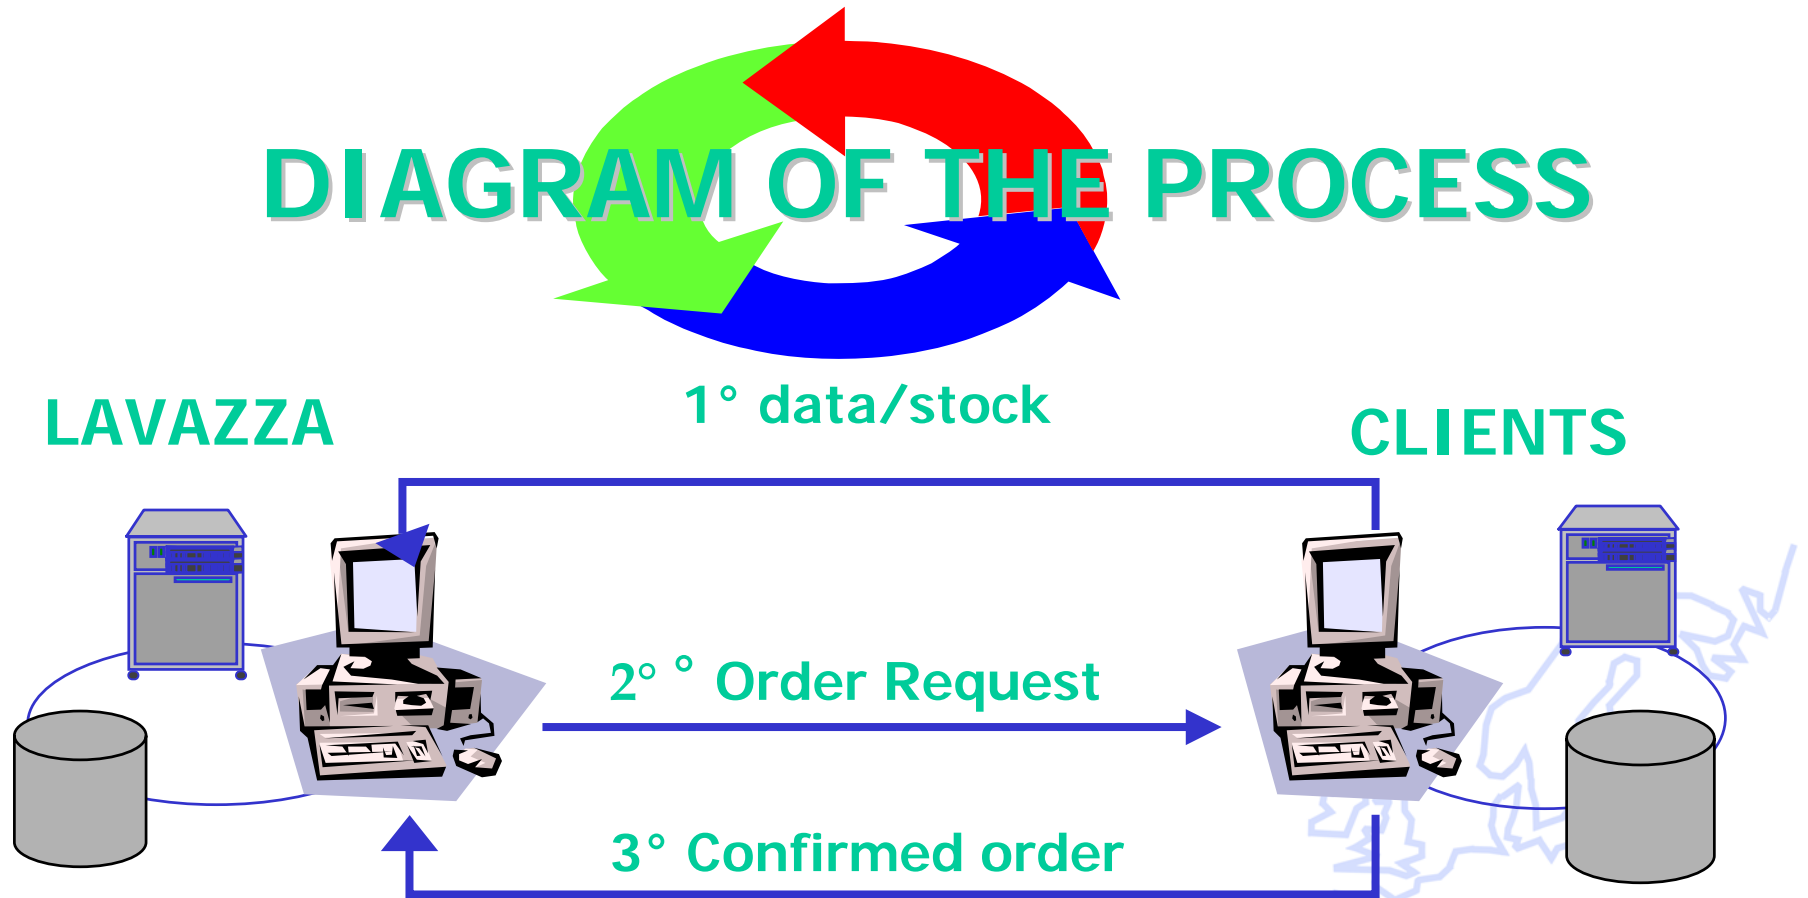 DIAGRAM OF THE PROCESS
1° data/stock
LAVAZZA
CLIENTS
2° ° Order Request
3° Confirmed order